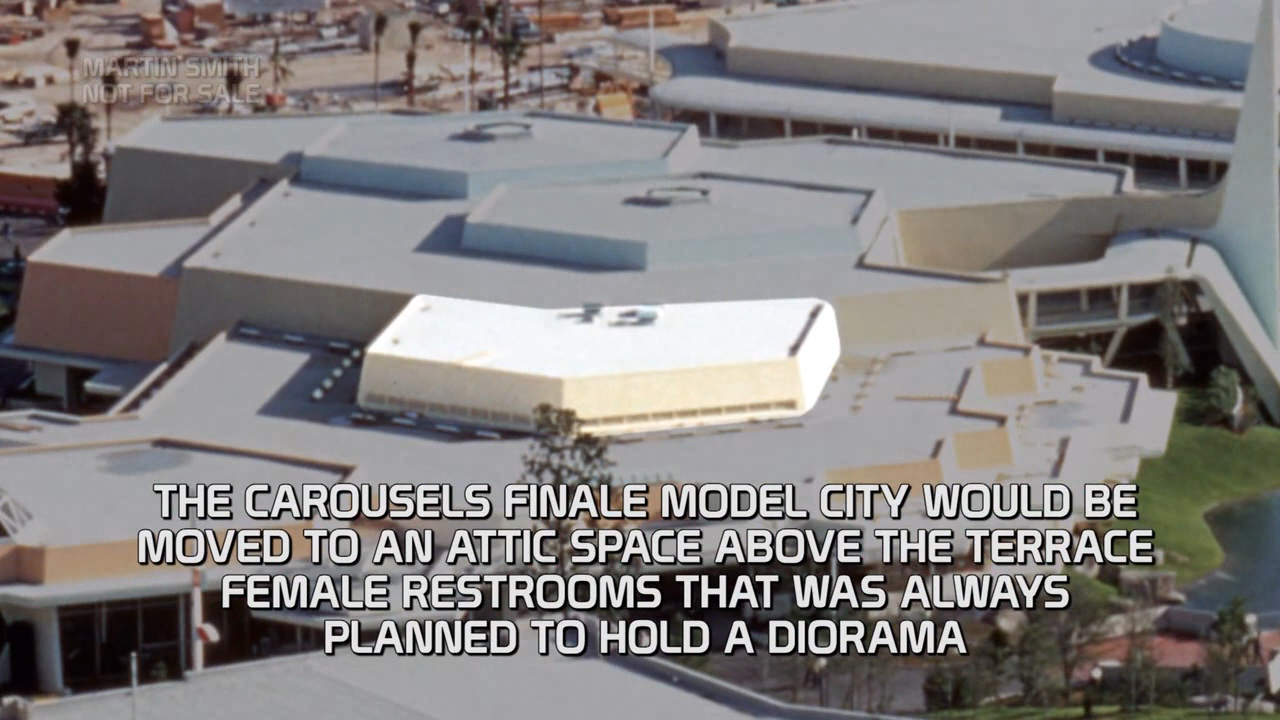 MARTIN SMITH
NOT FOR SALE
THE CAROUSELS FINALE MODEL CITY WOULD BE
MOVED TO AN ATTIC SPACE ABOVE THE TERRACE
FEMALE RESTROOMS THAT WAS ALWAYS
PLANNED TO HOLD A DIORAMA